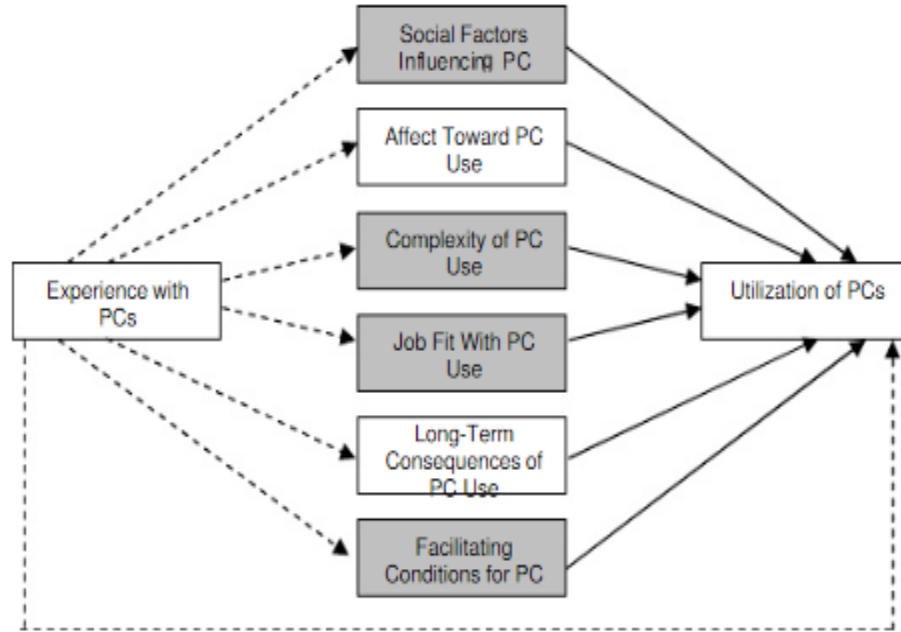 Social Factors
Influencing PC
Affect Toward PC
Use
Complexity of PC
Use
Experience with
PCs
Utilization of PCs
Job Fit With PC
Use
Long-Term
Consequences of
PC Use
Facilitating
Conditions for PC